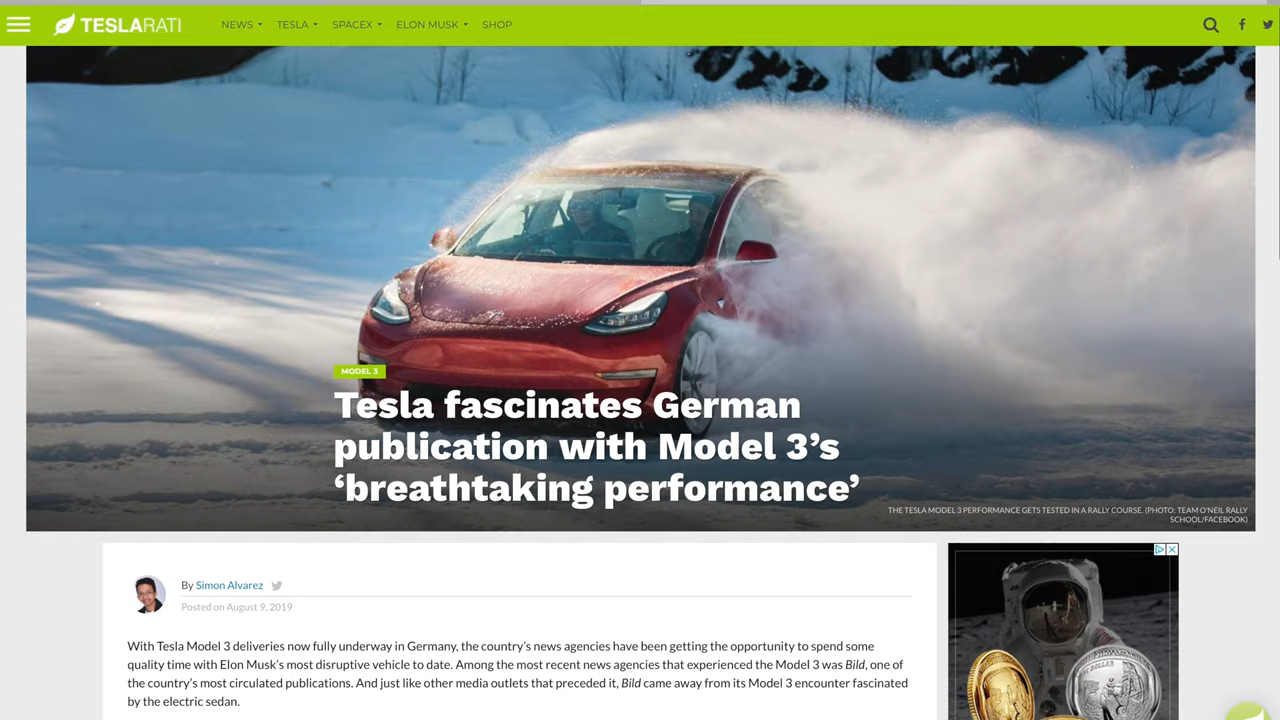 TESLARATI
NEWS
TESLA
SPACEX
ELON MUSK
SHOP
MODEL 3
Tesla fascinates German
publication with Model 3’s
‘breathtaking performance’
THE TESLA MODEL 3 PERFORMANCE GETS TESTED IN A RALLY COURSE. (PHOTO: TEAM O'NEIL RALLY
SCHOOL/FACEBOOK)
By Simon Alvarez
Posted on August 9, 2019
With Tesla Model 3 deliveries now fully underway in Germany, the country’s news agencies have been getting the opportunity to spend some
quality time with Elon Musk’s most disruptive vehicle to date. Among the most recent news agencies that experienced the Model 3 was Bild, one of
the country’s most circulated publications. And just like other media outlets that preceded it, Bild came away from its Model 3 encounter fascinated
by the electric sedan.